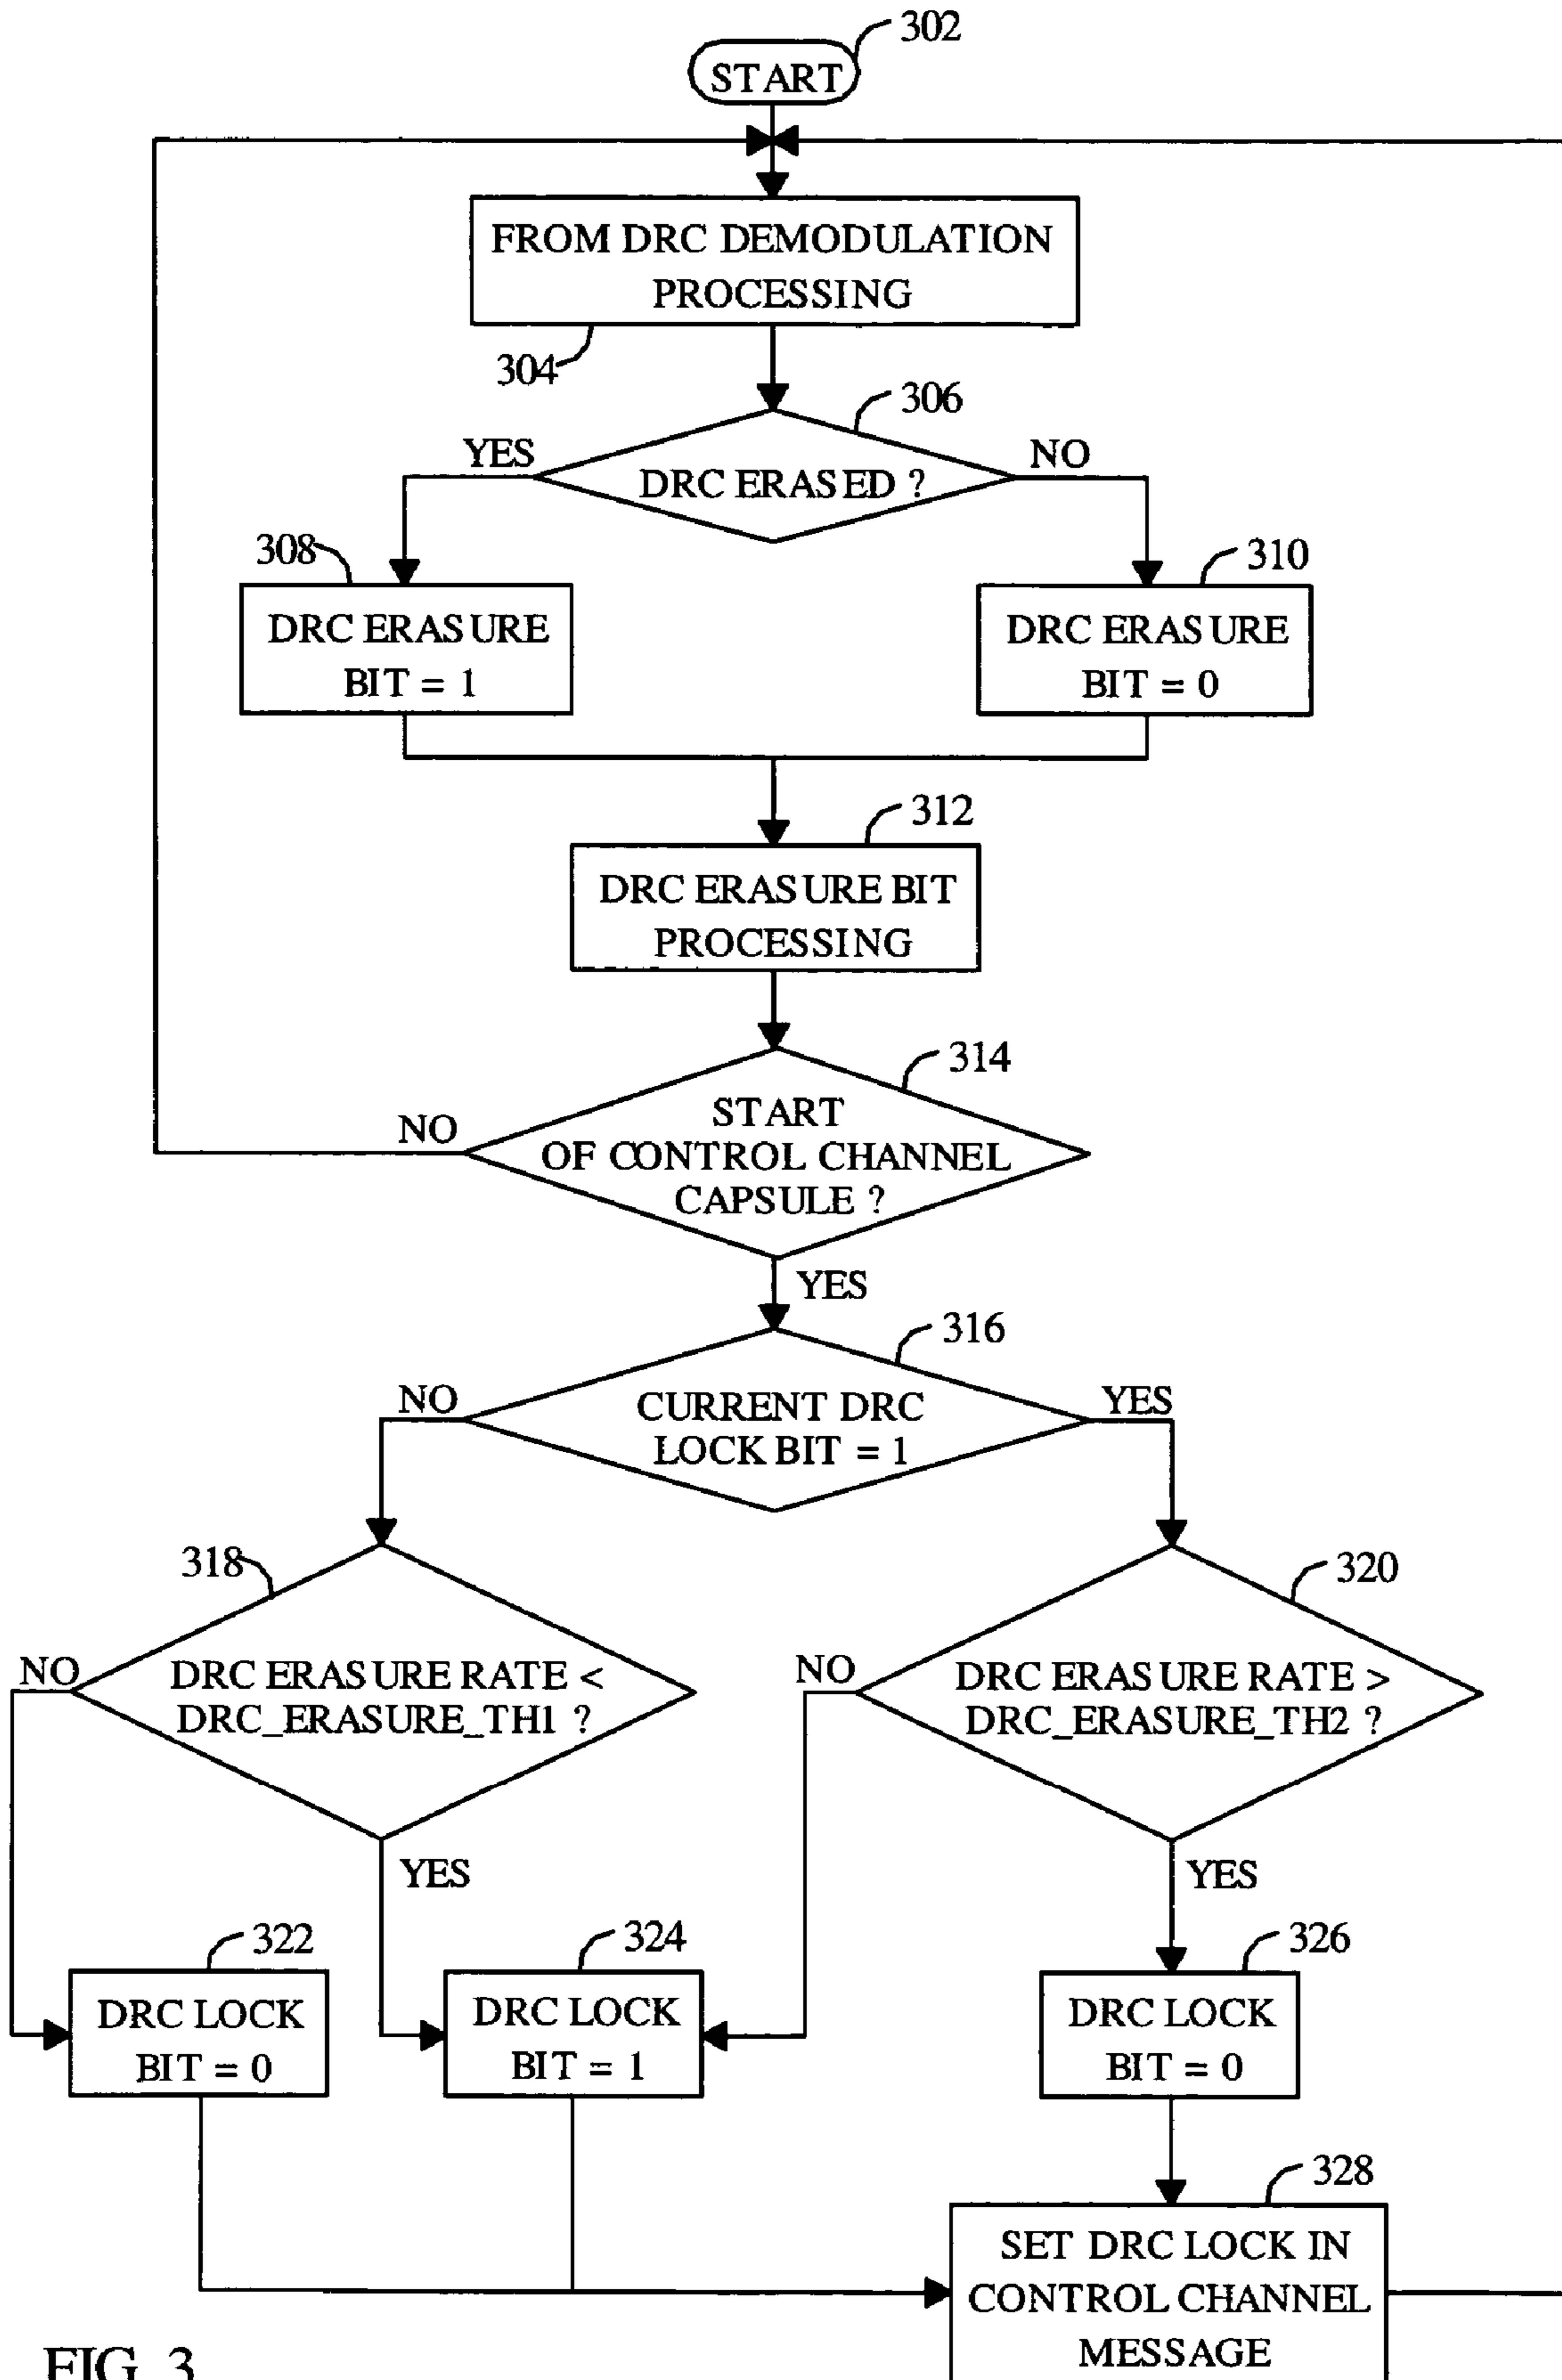 302
START
FROM DRC DEMODULATION
PROCESSING
304
306
YES
NO
DRC ERASED ?
308
310
DRC ERASURE
BIT = 1
DRC ERASURE
BIT = 0
312
DRC ERASURE BIT
PROCESSING
314
START
OF CONTROL CHANNEL
CAPSULE ?
NO
YES
316
NO
YES
CURRENT DRC
LOCK BIT = 1
318
320
NO
DRC ERASURE RATE <
DRC_ERASURE_TH1 ?
NO
DRC ERASURE RATE >
DRC_ERASURE_TH2 ?
YES
YES
322
324
326
DRC LOCK
BIT = 0
DRC LOCK
BIT = 1
DRC LOCK
BIT = 0
328
SET DRC LOCK IN
CONTROL CHANNEL
MESSAGE
FIG. 3